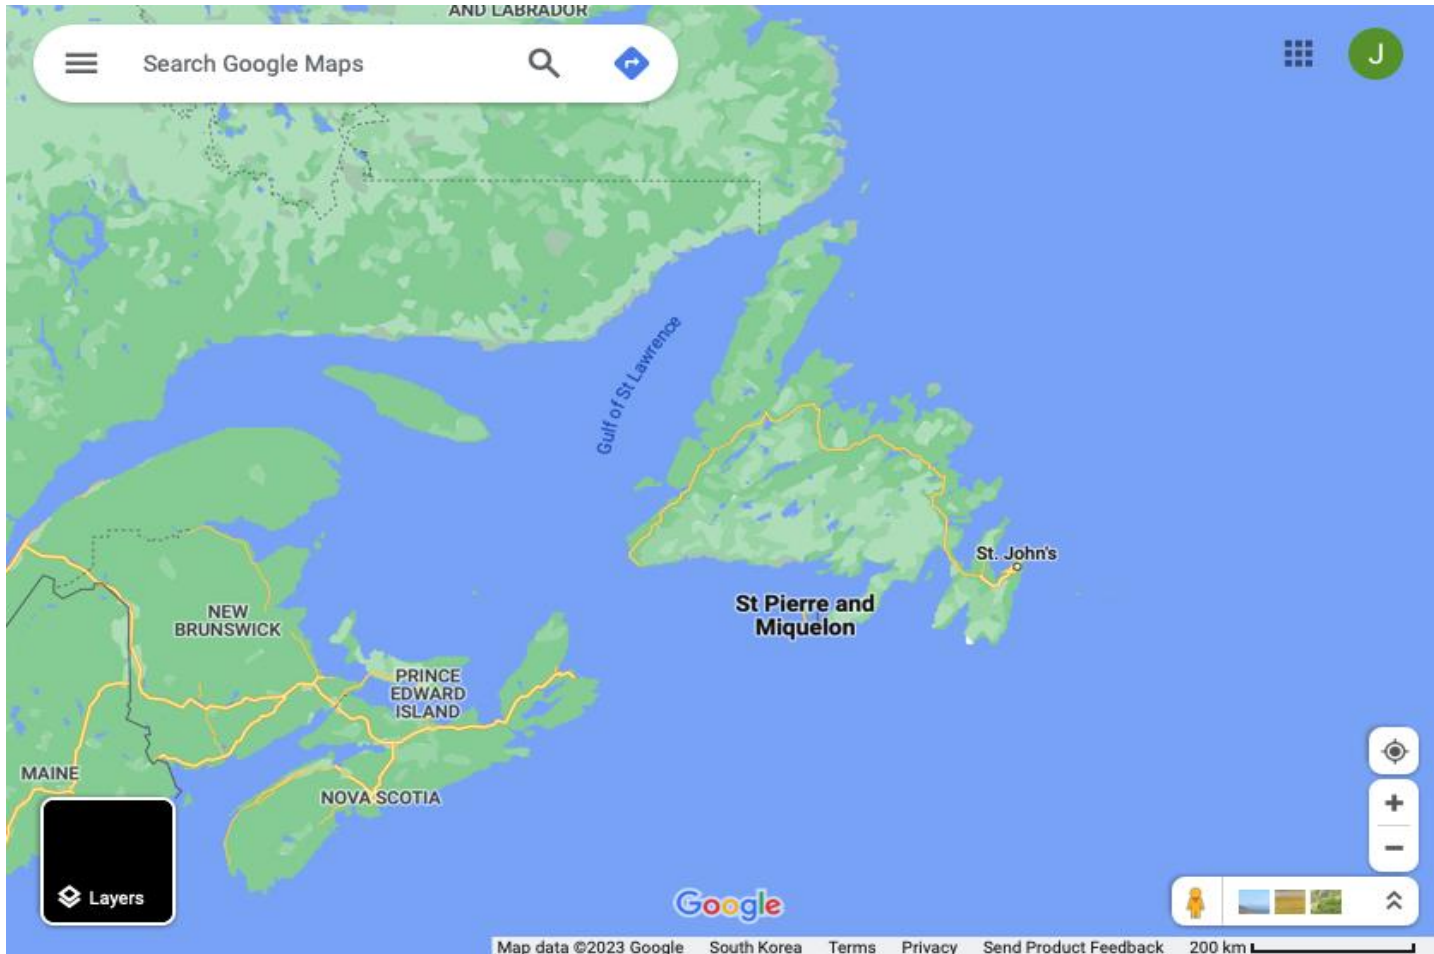 AND LABRADOR
Search Google Maps
J
Gulf of St Lawrence
St. John's
St Pierre and
Miquelon
NEW
BRUNSWICK
PRINCE
EDWARD
ISLAND
MAINE
NOVA SCOTIA
Layers
Google
Map data ©2023 Google South Korea Terms Privacy Send Product Feedback 200 km